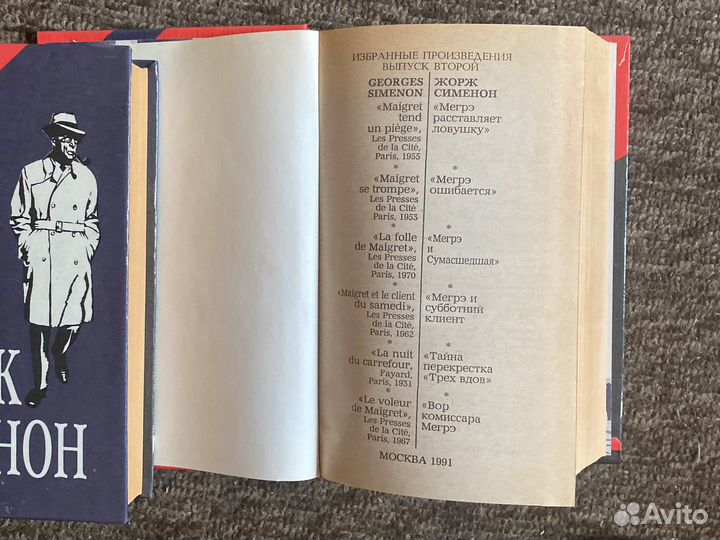 К
НОН
ИЗБРАННЫЕ ПРОИЗВЕДЕНИЯ
ВЫПУСК ВТОРОЙ
GEORGES
SIMENON
«Maigret
tend
un piège»,
Les Presses
de la Cité,
Paris, 1955
*
«Maigret
se trompe»,
Les Presses
de la Cité
Paris, 1953
*
«La folle
de Maigret»,
Les Presses
de la Cité,
Paris, 1970
*
«Maigret et le client
du samedi»,
Les Presses
de la Cité,
Paris, 1962
*
«La nuit
du carrefour,
Fayard,
Paris, 1931
*
«Le voleur
de Maigret»,
Les Presses
de la Cité,
Paris, 1967
ЖОРЖ
СИМЕНОН
«Мегрэ
расставляет
ловушку»
*
«Мегрэ
ошибается»
*
«Мегрэ
и
Сумасшедшая»
*
«Мегрэ и
субботний
клиент
*
«Тайна
перекрестка
«Трех вдов»
*
«Вор
комиссара
Мегрэ
МОСКВА 1991
Avito